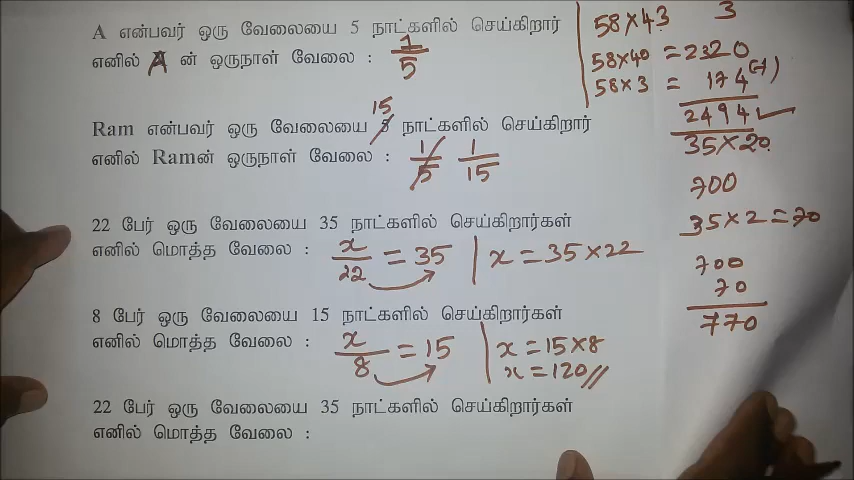 A என்பவர் ஒரு வேலையை 5 நாட்களில் செய்கிறார்
எனில் A ன் ஒருநாள் வேலை : 1/5
15
Ram என்பவர் ஒரு வேலையை 5 நாட்களில் செய்கிறார்
எனில் Ramன் ஒருநாள் வேலை : 1/5 1/15
22 பேர் ஒரு வேலையை 35 நாட்களில் செய்கிறார்கள்
எனில் மொத்த வேலை : x/22 = 35 | x = 35×22
8 பேர் ஒரு வேலையை 15 நாட்களில் செய்கிறார்கள்
எனில் மொத்த வேலை : x/8 = 15 | x = 15×8
x = 120//
22 பேர் ஒரு வேலையை 35 நாட்களில் செய்கிறார்கள்
எனில் மொத்த வேலை :
58×43 3
58×40 = 2320
58×3 = 174 (+)
2494
35×20
700
35×2=70
700
70
770